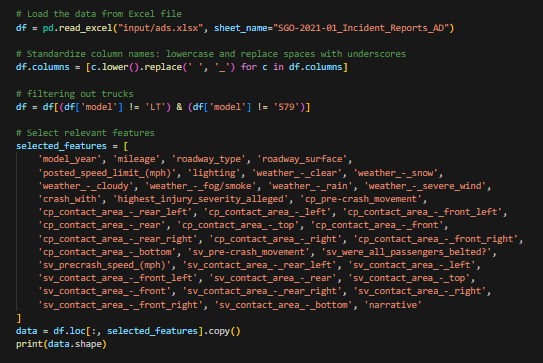 # Load the data from Excel file
df = pd.read_excel("input/ads.xlsx", sheet_name="SGO-2021-01_Incident_Reports_AD")
# Standardize column names: lowercase and replace spaces with underscores
df.columns = [c.lower().replace(' ', '_') for c in df.columns]
# filtering out trucks
df = df[(df['model'] != 'LT') & (df['model'] != '579')]
# Select relevant features
selected_features = [
'model_year', 'mileage', 'roadway_type', 'roadway_surface',
'posted_speed_limit_(mph)', 'lighting', 'weather_-_clear', 'weather_-_snow',
'weather_-_cloudy', 'weather_-_fog/smoke', 'weather_-_rain', 'weather_-_severe_wind',
'crash_with', 'highest_injury_severity_alleged', 'cp_pre-crash_movement',
'cp_contact_area_-_rear_left', 'cp_contact_area_-_left', 'cp_contact_area_-_front_left',
'cp_contact_area_-_rear', 'cp_contact_area_-_top', 'cp_contact_area_-_front',
'cp_contact_area_-_rear_right', 'cp_contact_area_-_right', 'cp_contact_area_-_front_right',
'cp_contact_area_-_bottom', 'sv_pre-crash_movement', 'sv_were_all_passengers_belted?',
'sv_precrash_speed_(mph)', 'sv_contact_area_-_rear_left', 'sv_contact_area_-_left',
'sv_contact_area_-_front_left', 'sv_contact_area_-_rear', 'sv_contact_area_-_top',
'sv_contact_area_-_front', 'sv_contact_area_-_rear_right', 'sv_contact_area_-_right',
'sv_contact_area_-_front_right', 'sv_contact_area_-_bottom', 'narrative'
]
data = df.loc[:, selected_features].copy()
print(data.shape)